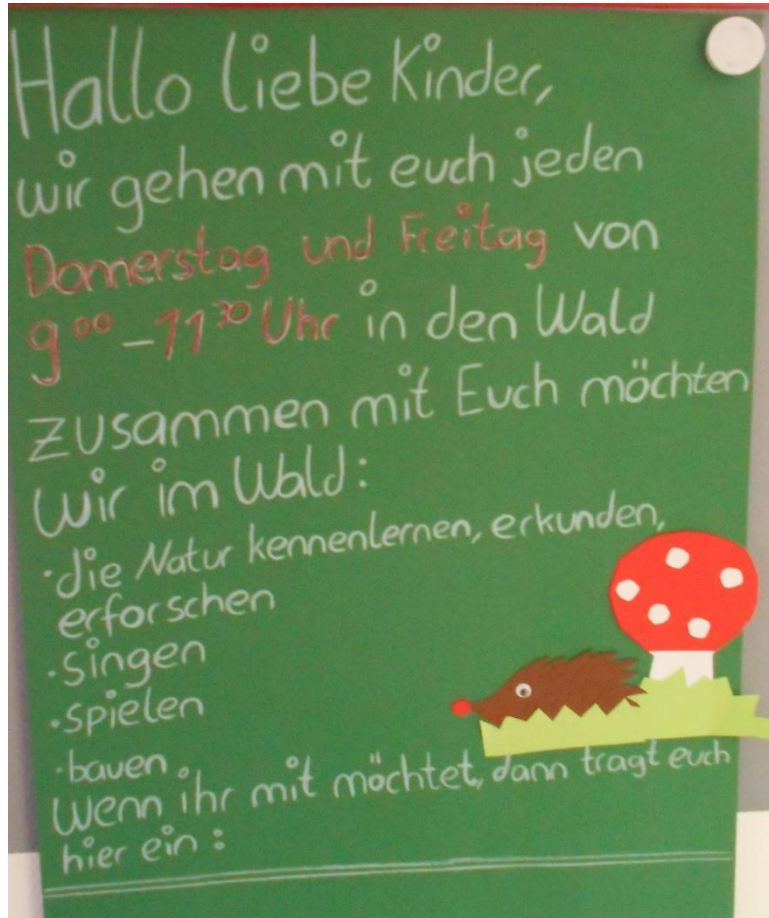 Hallo liebe Kinder,
wir gehen mit euch jeden
Donnerstag und Freitag von
9⁰⁰-11³⁰ Uhr in den Wald
Zusammen mit Euch möchten
wir im Wald:
·die Natur kennenlernen, erkunden,
erforschen
·singen
·spielen
·bauen
Wenn ihr mit möchtet, dann tragt euch
hier ein: